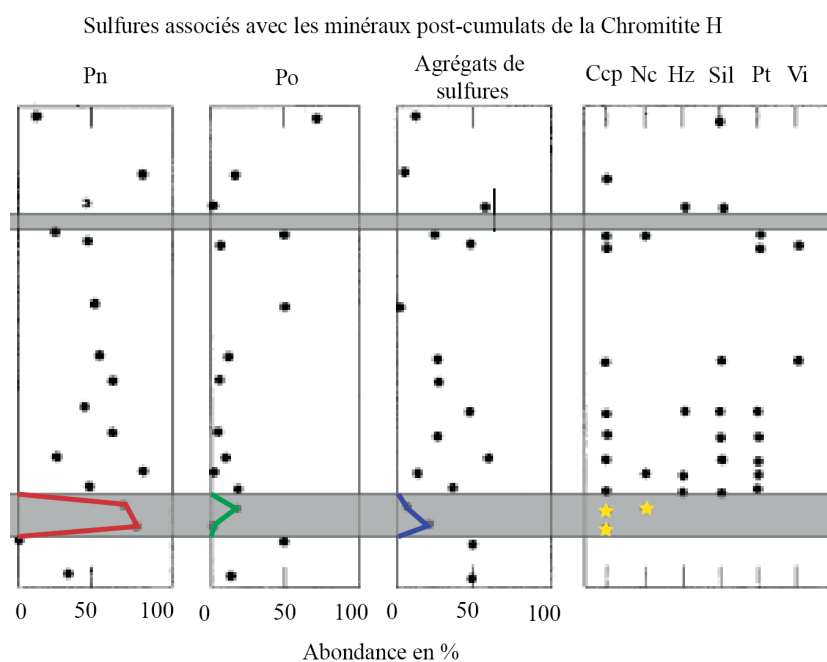 Sulfures associés avec les minéraux post-cumulats de la Chromitite H
Pn
Po
Agrégats de
sulfures
Ccp Nc Hz Sil Pt Vi
0 50 100 0 50 100 0 50 100
Abondance en %